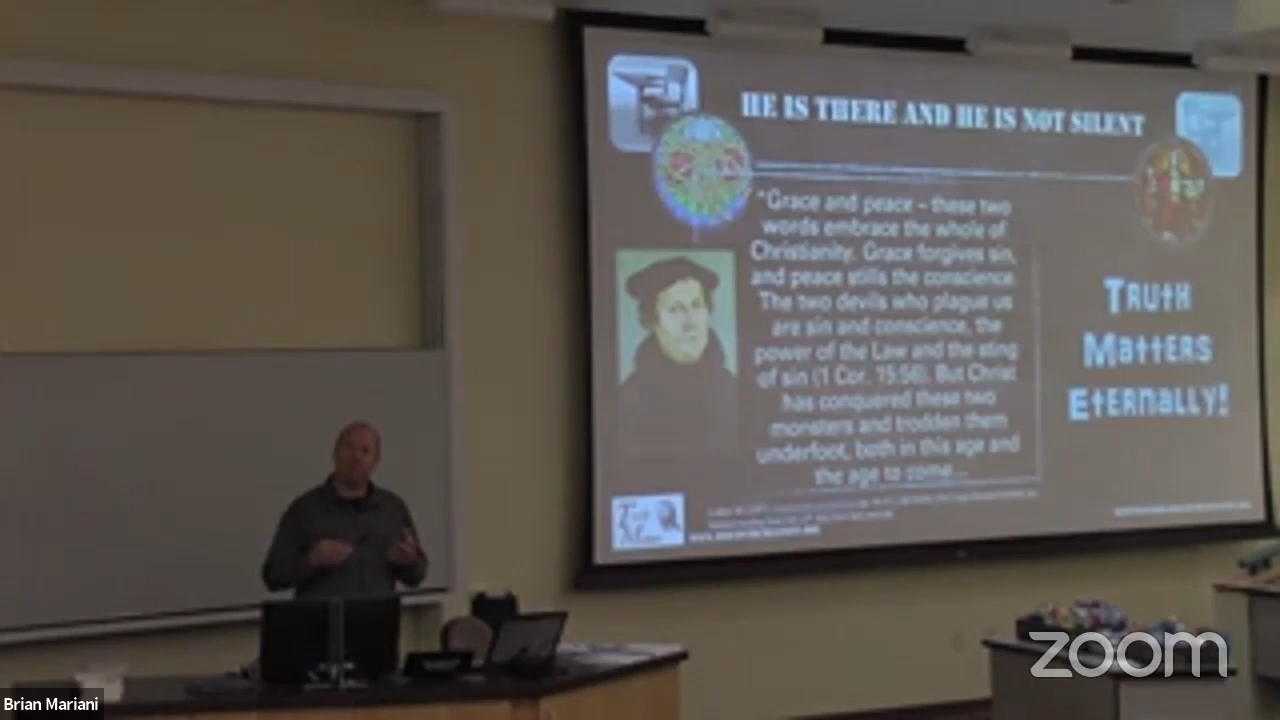 HE IS THERE AND HE IS NOT SILENT
"Grace and peace – these two
words embrace the whole of
Christianity. Grace forgives sin,
and peace stills the conscience.
The two devils who plague us
are sin and conscience, the
power of the Law and the sting
of sin (1 Cor. 15:56). But Christ
has conquered these two
monsters and trodden them
underfoot, both in this age and
the age to come...
TRUTH
MATTERS
ETERNALLY!
zoom
Brian Mariani